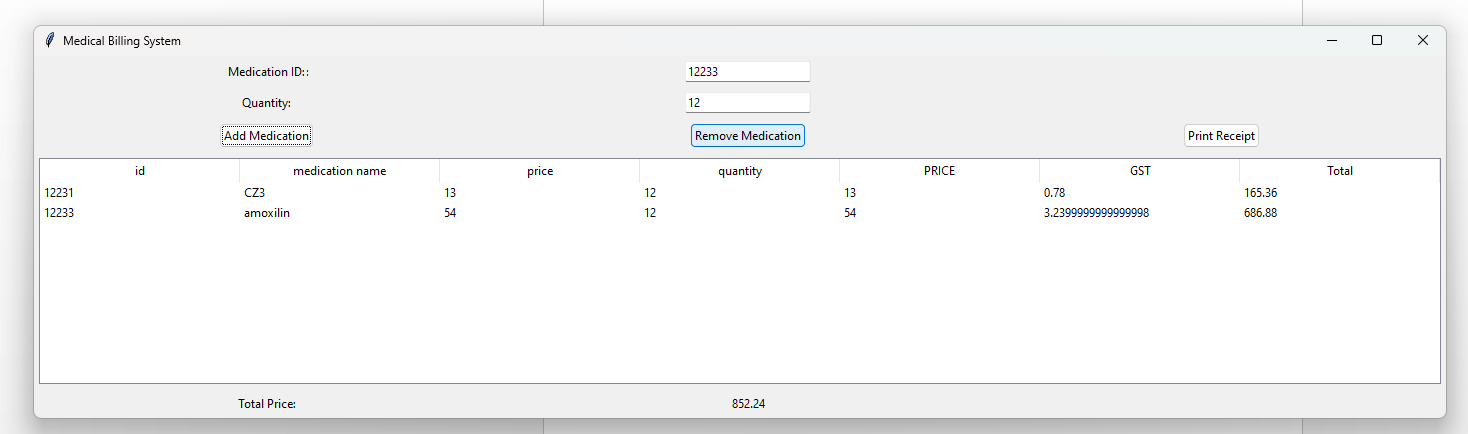 Medical Billing System
Medication ID::
12233
Quantity:
12
Add Medication
Remove Medication
Print Receipt
id medication name price quantity PRICE GST Total
12231 CZ3 13 12 13 0.78 165.36
12233 amoxilin 54 12 54 3.2399999999999998 686.88
Total Price:
852.24